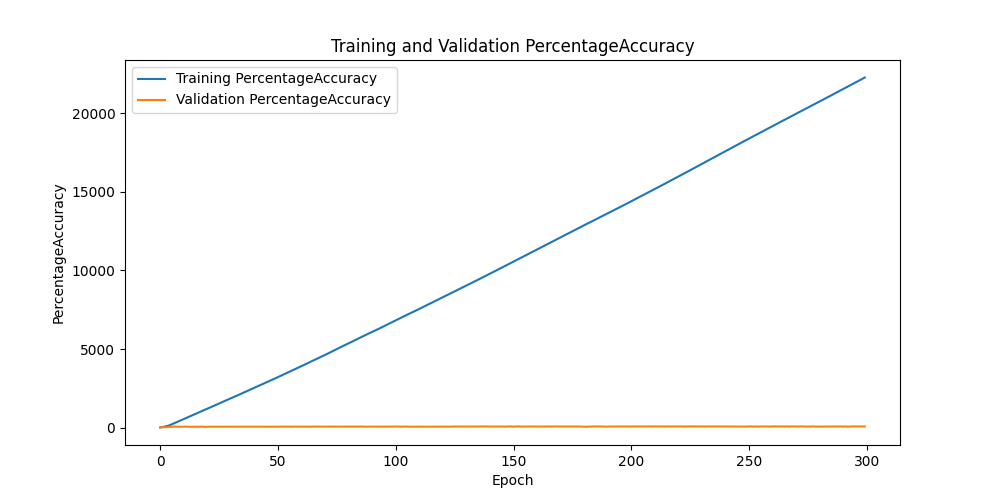 Training and Validation PercentageAccuracy
Training PercentageAccuracy
Validation PercentageAccuracy
PercentageAccuracy
20000
15000
10000
5000
0
0 50 100 150 200 250 300
Epoch